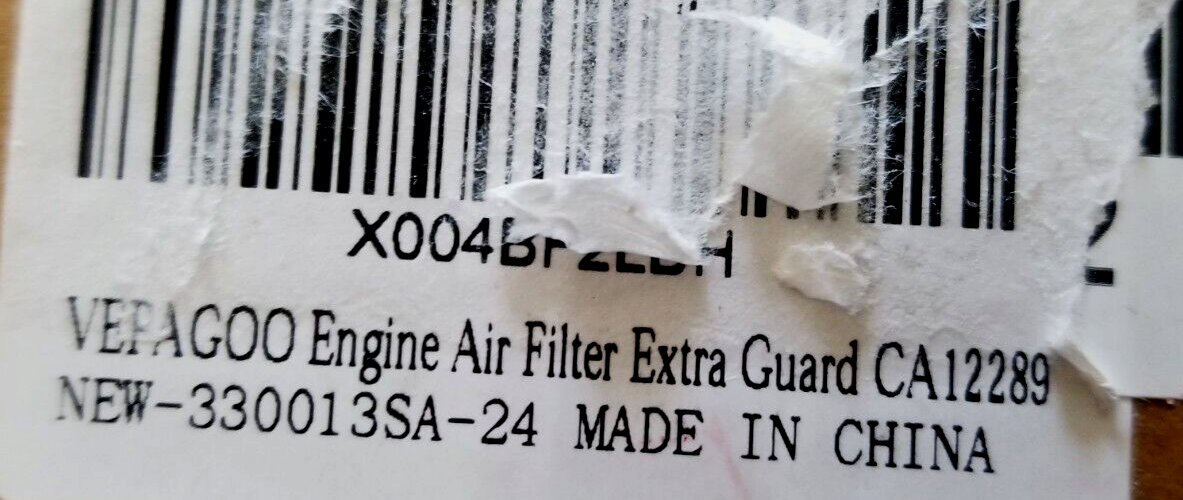 VEPAGOO Engine Air Filter Extra Guard CA12289
NEW-330013SA-24 MADE IN CHINA